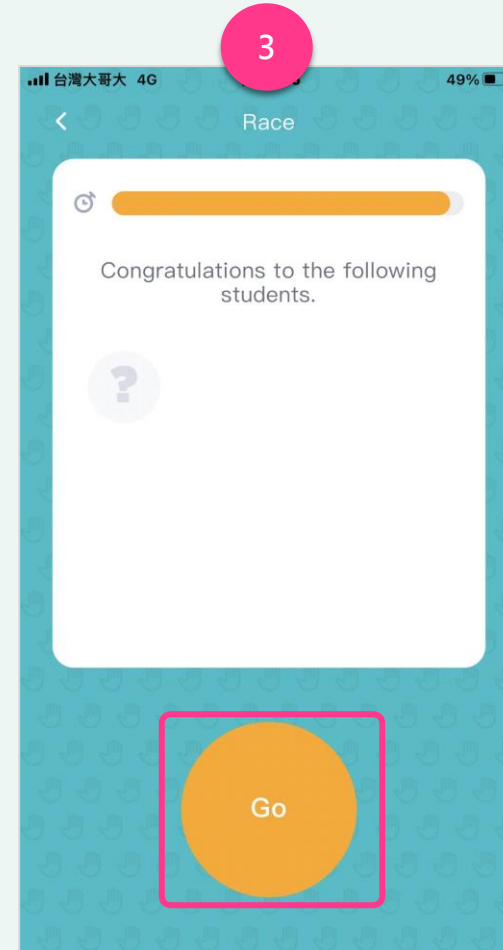 3
台灣大哥大 4G
49%
Race
Congratulations to the following
students.
?
Go